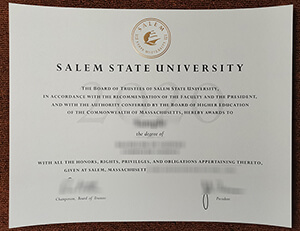 SALEM
SALEM STATE UNIVERSITY
THE BOARD OF TRUSTEES OF SALEM STATE UNIVERSITY,
IN ACCORDANCE WITH THE RECOMMENDATION OF THE FACULTY AND THE PRESIDENT,
AND WITH THE AUTHORITY CONFERRED BY THE BOARD OF HIGHER EDUCATION
OF THE COMMONWEALTH OF MASSACHUSETTS, HEREBY AWARDS TO
the degree of
WITH ALL THE HONORS, RIGHTS, PRIVILEGES, AND OBLIGATIONS APPERTAINING THERETO,
GIVEN AT SALEM, MASSACHUSETTS
Chairperson, Board of Trustees
President